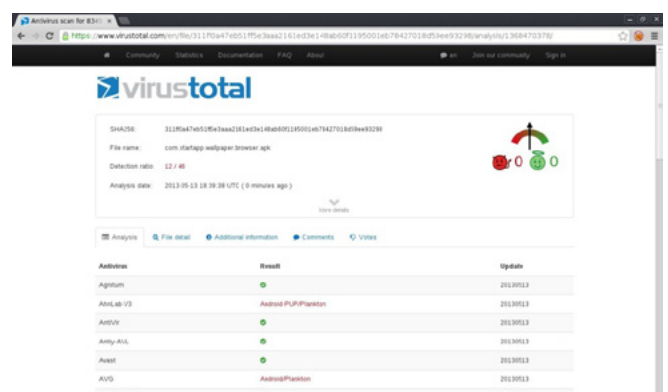 Antivirus scan for 8345
https://www.virustotal.com/en/file/
Community Statistics Documentation FAQ About en Join our community Sign in
virustotal
SHA256:
File name: com.startapp.wallpaper.browser.apk
Detection ratio: 12 / 46
0 0
Analysis date: 2013-05-13 18:39:38 UTC ( 0 minutes ago )
More details
Analysis File detail Additional information Comments Votes
Antivirus Result Update
Agnitum 20130513
AhnLab-V3 Android-PUP/Plankton 20130513
AntiVir 20130513
Antiy-AVL 20130513
Avast 20130513
AVG Android/Plankton 20130513